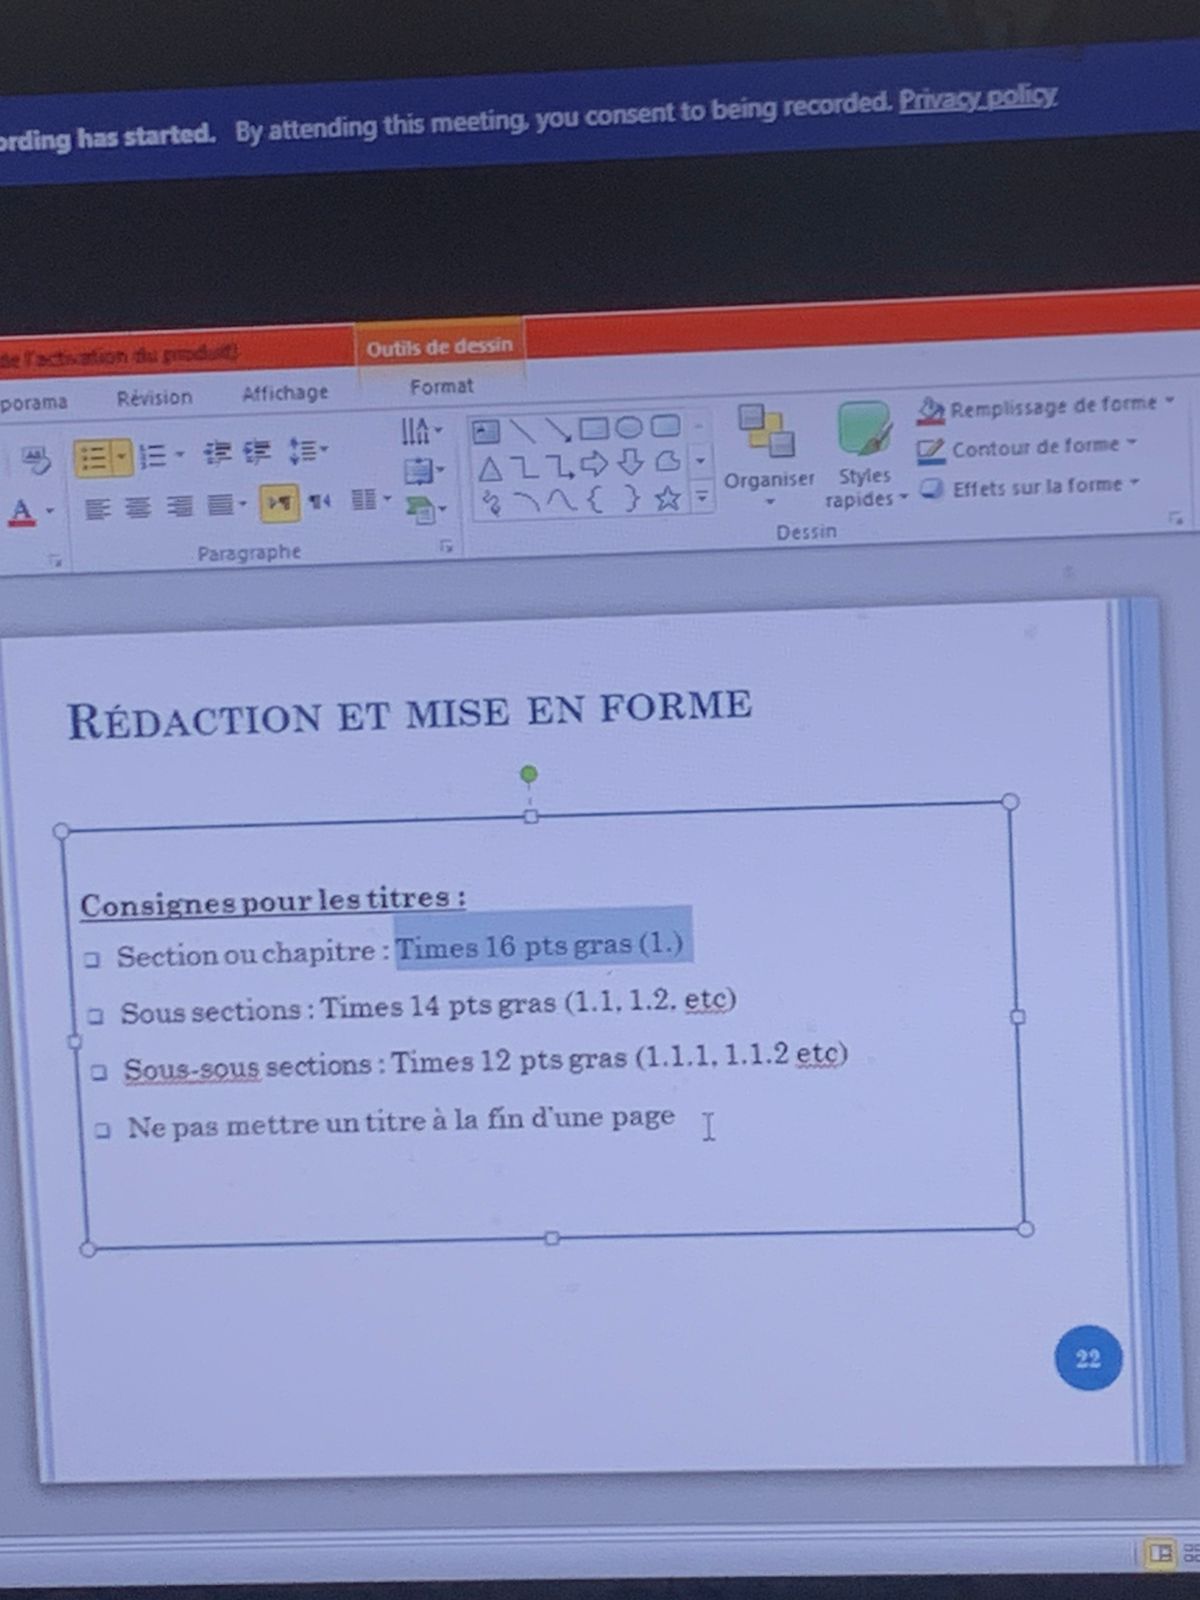 has started. By attending this meeting, you consent to being recorded. Privacy policy
de l'activation du produit)
Outils de dessin
Révision
Affichage
Format
Remplissage de forme
Contour de forme
Effets sur la forme
Organiser
Styles
rapides
Paragraphe
Dessin
RÉDACTION ET MISE EN FORME
Consignes pour les titres :
Section ou chapitre : Times 16 pts gras (1.)
Sous sections : Times 14 pts gras (1.1, 1.2. etc)
Sous-sous sections : Times 12 pts gras (1.1.1, 1.1.2 etc)
Ne pas mettre un titre à la fin d'une page
22